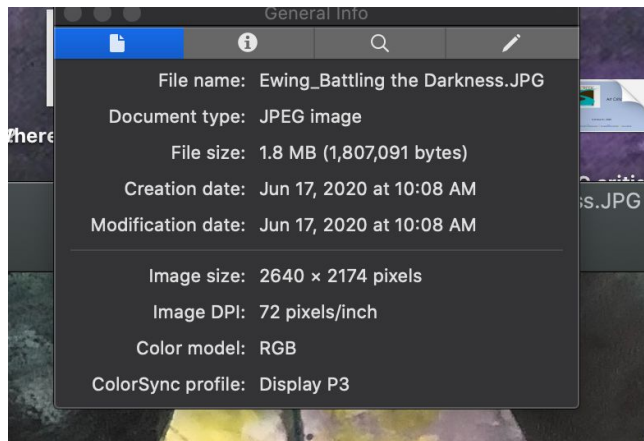 General Info
File name: Ewing_Battling the Darkness.JPG
Document type: JPEG image
File size: 1.8 MB (1,807,091 bytes)
Creation date: Jun 17, 2020 at 10:08 AM
Modification date: Jun 17, 2020 at 10:08 AM
Image size: 2640 × 2174 pixels
Image DPI: 72 pixels/inch
Color model: RGB
ColorSync profile: Display P3
ss.JPG